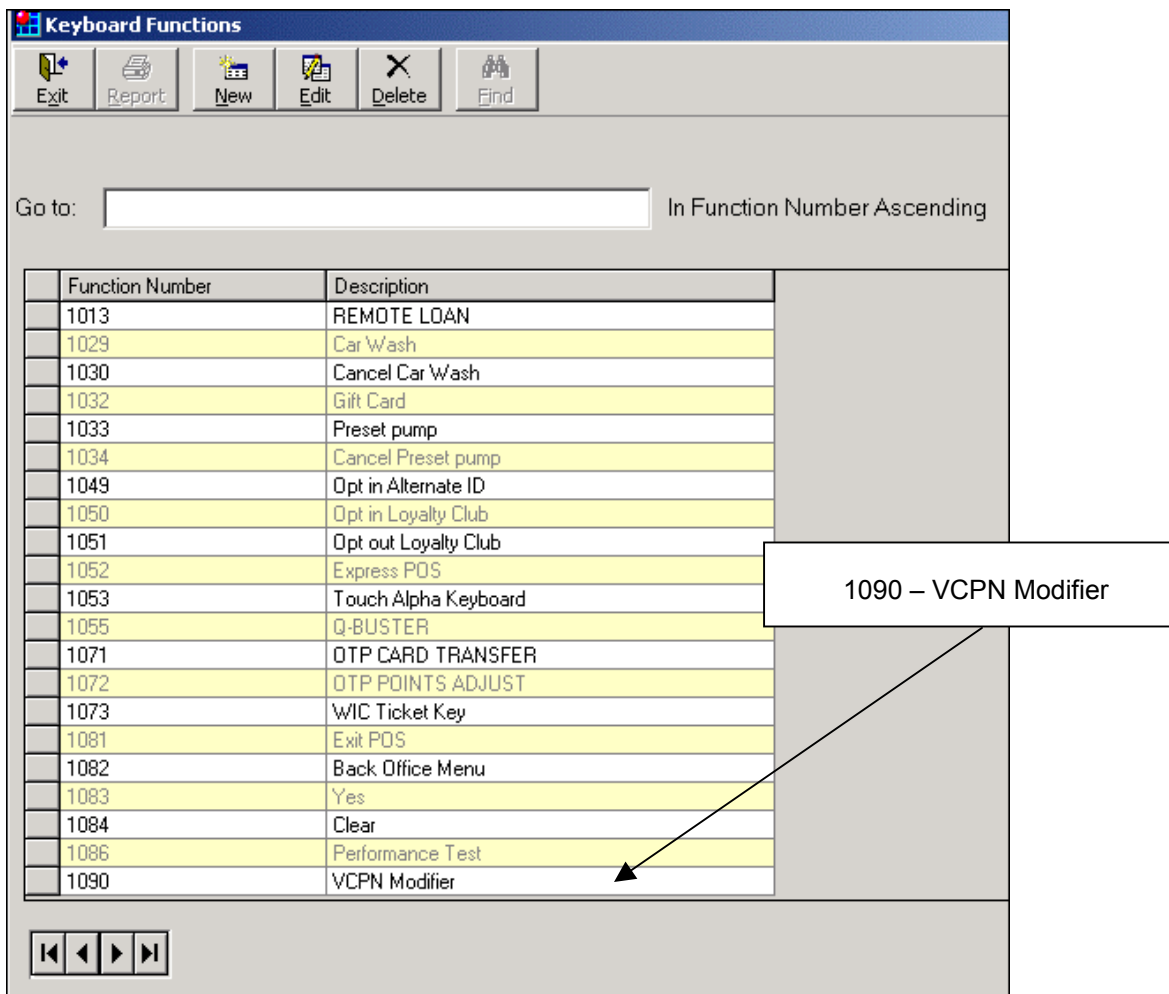 Keyboard Functions
Exit Report New Edit Delete Find
Go to: In Function Number Ascending
Function Number Description
1013 REMOTE LOAN
1029 Car Wash
1030 Cancel Car Wash
1032 Gift Card
1033 Preset pump
1034 Cancel Preset pump
1049 Opt in Alternate ID
1050 Opt in Loyalty Club
1051 Opt out Loyalty Club
1052 Express POS
1053 Touch Alpha Keyboard
1055 Q-BUSTER
1071 OTP CARD TRANSFER
1072 OTP POINTS ADJUST
1073 WIC Ticket Key
1081 Exit POS
1082 Back Office Menu
1083 Yes
1084 Clear
1086 Performance Test
1090 VCPN Modifier
1090 – VCPN Modifier